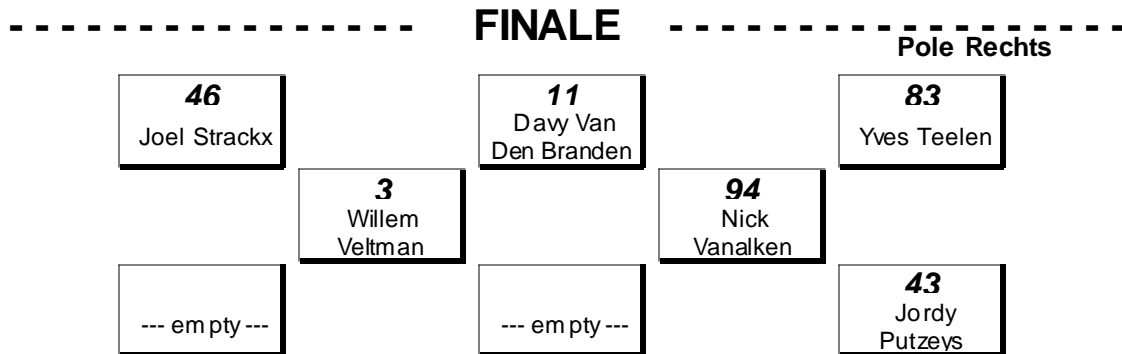 FINALE
Pole Rechts
46
Joel Strackx
11
Davy Van
Den Branden
83
Yves Teelen
3
Willem
Veltman
94
Nick
Vanalken
--- empty ---
--- empty ---
43
Jordy
Putzeys